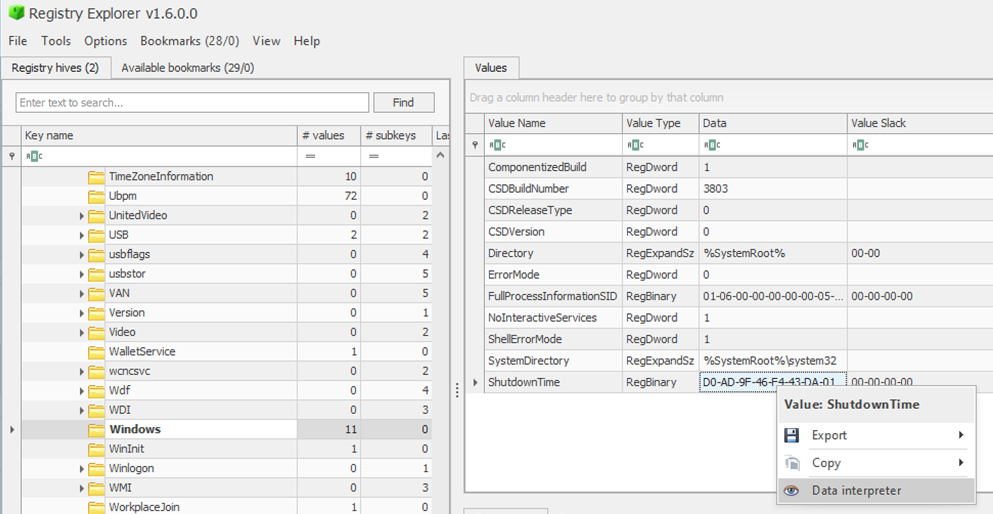 Registry Explorer v1.6.0.0
File Tools Options Bookmarks (28/0) View Help
Registry hives (2) Available bookmarks (29/0)
Enter text to search... Find
Key name # values # subkeys Las
ABC = =
TimeZoneInformation 10 0
Ubpm 72 0
UnitedVideo 0 2
USB 2 2
usbflags 0 4
usbstor 0 5
VAN 0 5
Version 0 1
Video 0 2
WalletService 1 0
wcncsvc 0 2
Wdf 0 4
WDI 0 3
Windows 11 0
WinInit 1 0
Winlogon 0 1
WMI 0 3
WorkplaceJoin 1 0
Values
Drag a column header here to group by that column
Value Name Value Type Data Value Slack
ABC ABC ABC ABC
ComponentizedBuild RegDword 1
CSDBuildNumber RegDword 3803
CSDReleaseType RegDword 0
CSDVersion RegDword 0
Directory RegExpandSz %SystemRoot% 00-00
ErrorMode RegDword 0
FullProcessInformationSID RegBinary 01-06-00-00-00-00-00-05-... 00-00-00-00
NoInteractiveServices RegDword 1
ShellErrorMode RegDword 1
SystemDirectory RegExpandSz %SystemRoot%\system32
ShutdownTime RegBinary D0-AD-9F-46-F4-43-DA-01 00-00-00-00
Value: ShutdownTime
Export
Copy
Data interpreter